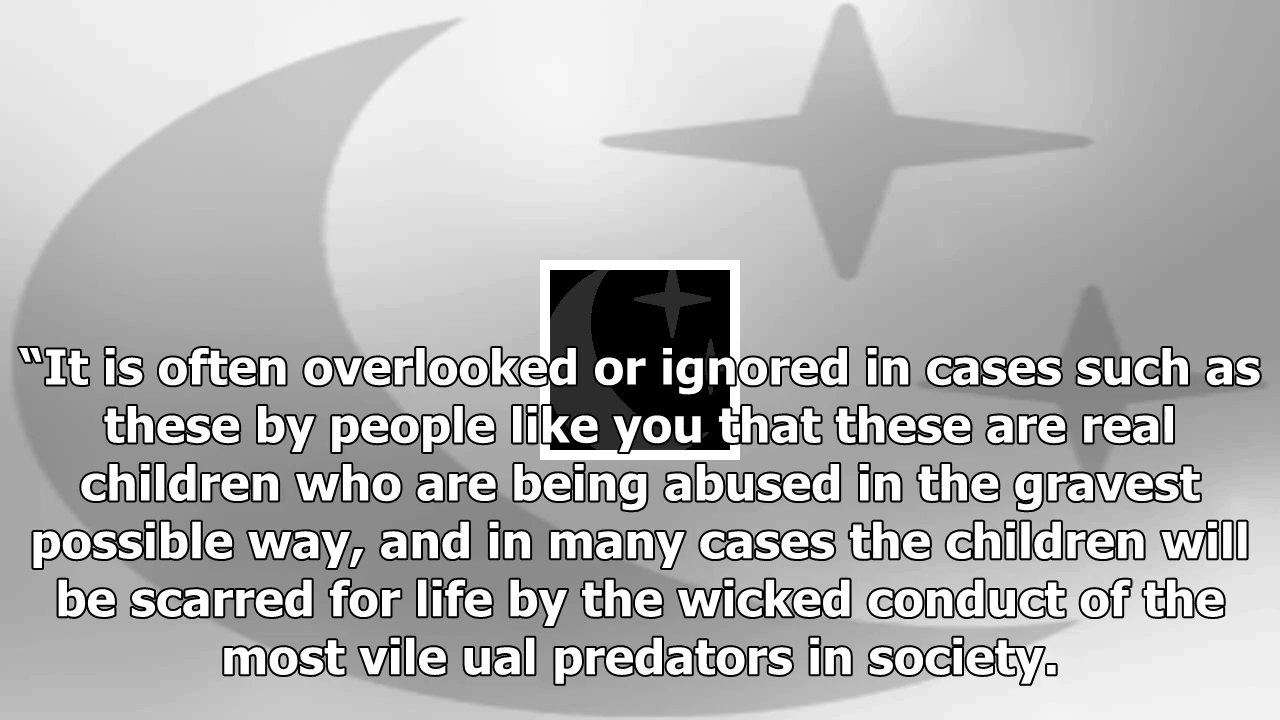 “It is often overlooked or ignored in cases such as
these by people like you that these are real
children who are being abused in the gravest
possible way, and in many cases the children will
be scarred for life by the wicked conduct of the
most vile ual predators in society.